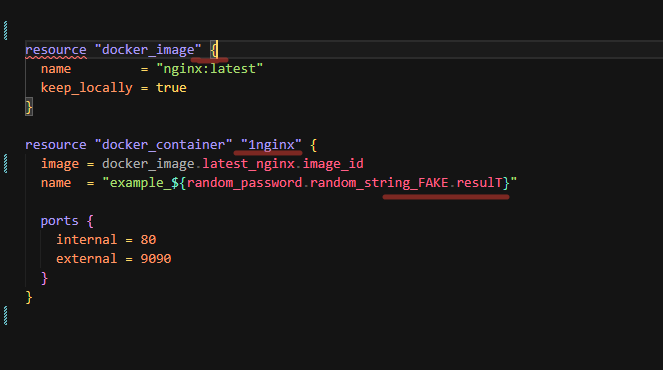 resource "docker_image" {
  name         = "nginx:latest"
  keep_locally = true
}
resource "docker_container" "1nginx" {
  image = docker_image.latest_nginx.image_id
  name  = "example_${random_password.random_string_FAKE.resulT}"
  ports {
    internal = 80
    external = 9090
  }
}